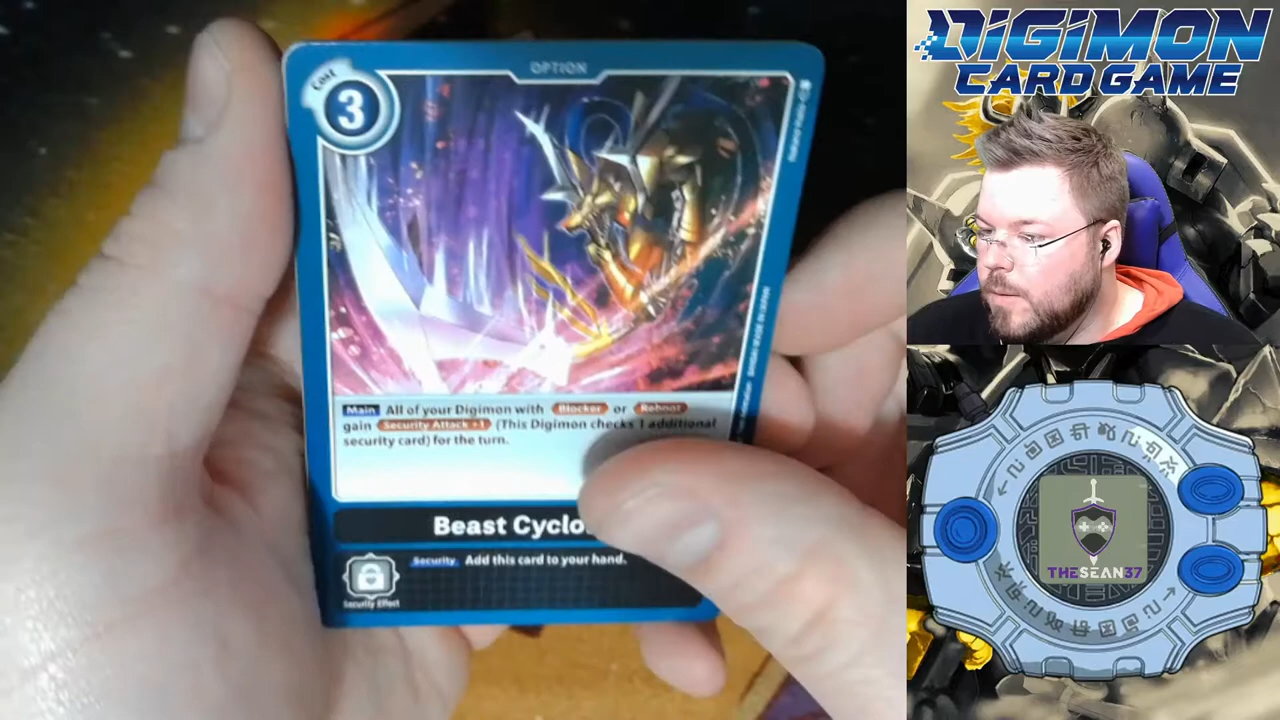 DIGIMON
CARD GAME
OPTION
Cost
3
Main All of your Digimon with Blocker or Reboot
gain Security Attack +1 (This Digimon checks 1 additional
security card) for the turn.
Beast
Security Add this card to your hand.
Security Effect
THESEAN37